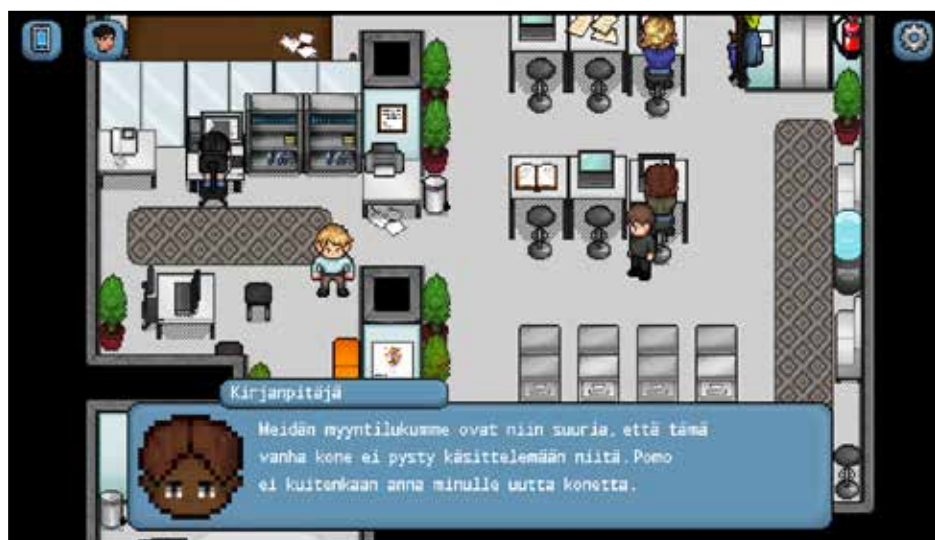 Kirjanpitäjä
Meidän myyntilukumme ovat niin suuria, että tämä
vanha kone ei pysty käsittelemään niitä. Pomo
ei kuitenkaan anna minulle uutta konetta.